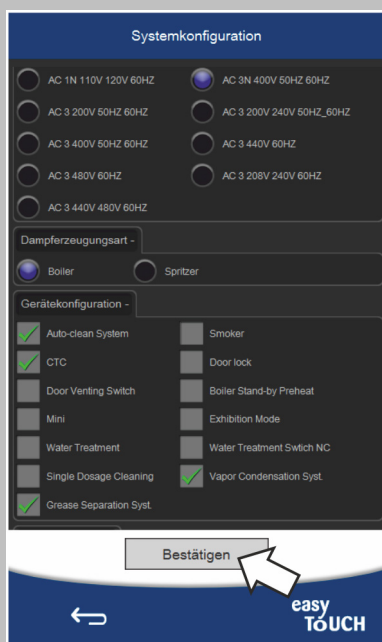 Systemkonfiguration
AC 1N 110V 120V 60HZ
AC 3N 400V 50HZ 60HZ
AC 3 200V 50HZ 60HZ
AC 3 200V 240V 50HZ_60HZ
AC 3 400V 50HZ 60HZ
AC 3 440V 60HZ
AC 3 480V 60HZ
AC 3 208V 240V 60HZ
AC 3 440V 480V 60HZ
Dampferzeugungsart -
Boiler
Spritzer
Gerätekonfiguration -
Auto-clean System
Smoker
CTC
Door lock
Door Venting Switch
Boiler Stand-by Preheat
Mini
Exhibition Mode
Water Treatment
Water Treatment Swtich NC
Single Dosage Cleaning
Vapor Condensation Syst.
Grease Separation Syst.
Bestätigen
easy
TOUCH